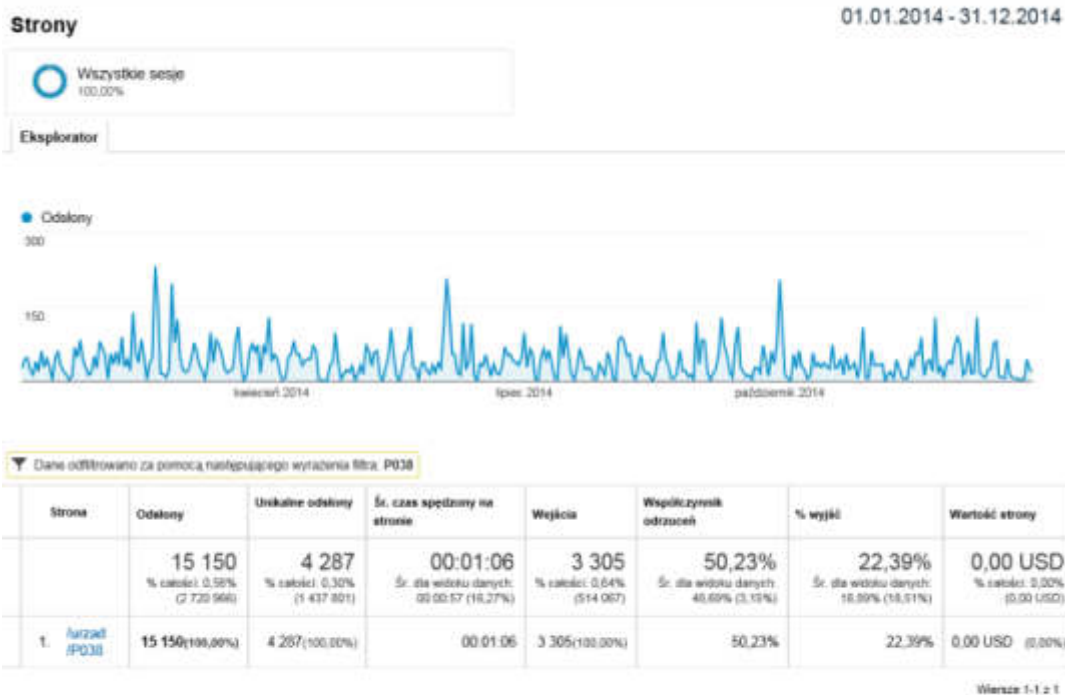 Strony
01.01.2014 - 31.12.2014
Wszystkie sesje
100,00%
Eksplorator
Odsłony
300
150
kwiecień 2014
lipiec 2014
październik 2014
Dane odfiltrowano za pomocą następującego wyrażenia filtra: P038
Strona
Odsłony
Unikalne odsłony
Śr. czas spędzony na stronie
Wejścia
Współczynnik odrzuceń
% wyjść
Wartość strony
15 150
% całości: 0,56%
(2 720 966)
4 287
% całości: 0,30%
(1 437 801)
00:01:06
Śr. dla widoku danych:
00:00:57 (16,27%)
3 305
% całości: 0,64%
(514 067)
50,23%
Śr. dla widoku danych:
(3,15%)
22,39%
Śr. dla widoku danych:
0,00 USD
% całości: 0,00%
(0,00 USD)
1. /urzad/P038
15 150(100,00%)
4 287(100,00%)
00:01:06
3 305(100,00%)
50,23%
22,39%
0,00 USD (0,00%)
Wiersze 1-1 z 1